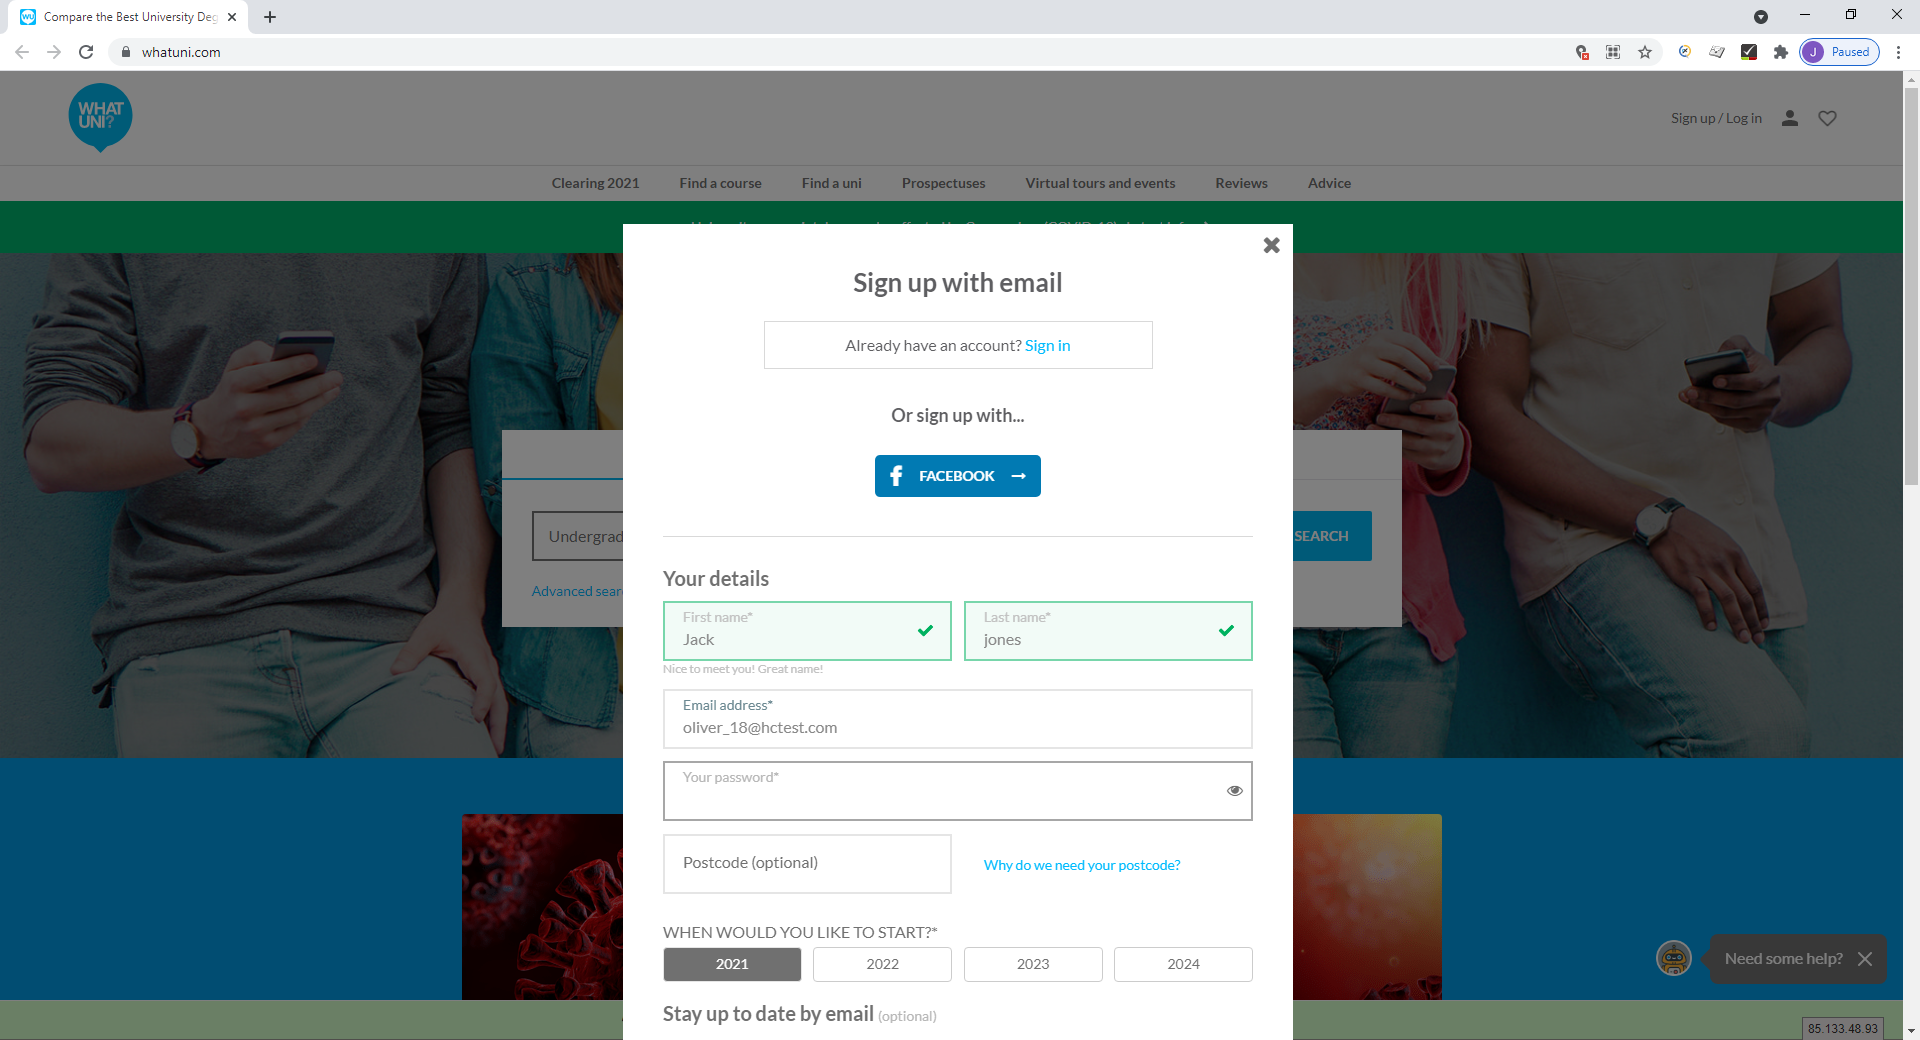 Compare the Best University Deg
whatuni.com
J Paused
WHAT
UNI?
Sign up / Log in
Clearing 2021 Find a course Find a uni Prospectuses Virtual tours and events Reviews Advice
Sign up with email
Already have an account? Sign in
Or sign up with...
FACEBOOK
Undergrad
SEARCH
Advanced sear
Your details
First name*
Jack
Last name*
jones
Nice to meet you! Great name!
Email address*
oliver_18@hctest.com
Your password*
Postcode (optional)
Why do we need your postcode?
WHEN WOULD YOU LIKE TO START?*
2021 2022 2023 2024
Need some help?
Stay up to date by email (optional)
85.133.48.93